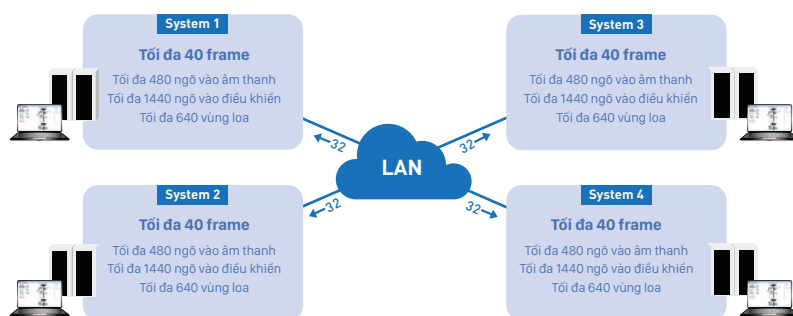 System 1
Tối đa 40 frame
Tối đa 480 ngõ vào âm thanh
Tối đa 1440 ngõ vào điều khiển
Tối đa 640 vùng loa
System 3
Tối đa 40 frame
Tối đa 480 ngõ vào âm thanh
Tối đa 1440 ngõ vào điều khiển
Tối đa 640 vùng loa
32
32
LAN
32
32
System 2
Tối đa 40 frame
Tối đa 480 ngõ vào âm thanh
Tối đa 1440 ngõ vào điều khiển
Tối đa 640 vùng loa
System 4
Tối đa 40 frame
Tối đa 480 ngõ vào âm thanh
Tối đa 1440 ngõ vào điều khiển
Tối đa 640 vùng loa